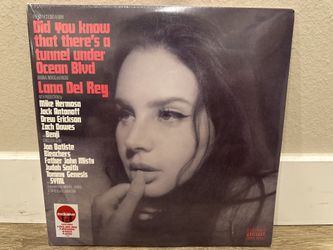 Did you know
that there's a
tunnel under
Ocean Blvd
Lana Del Rey
Mike Hermosa
Jack Antonoff
Drew Erickson
Zach Dawes
Benji
Jon Batiste
Bleachers
Father John Misty
Judah Smith
Tommy Genesis
SYML